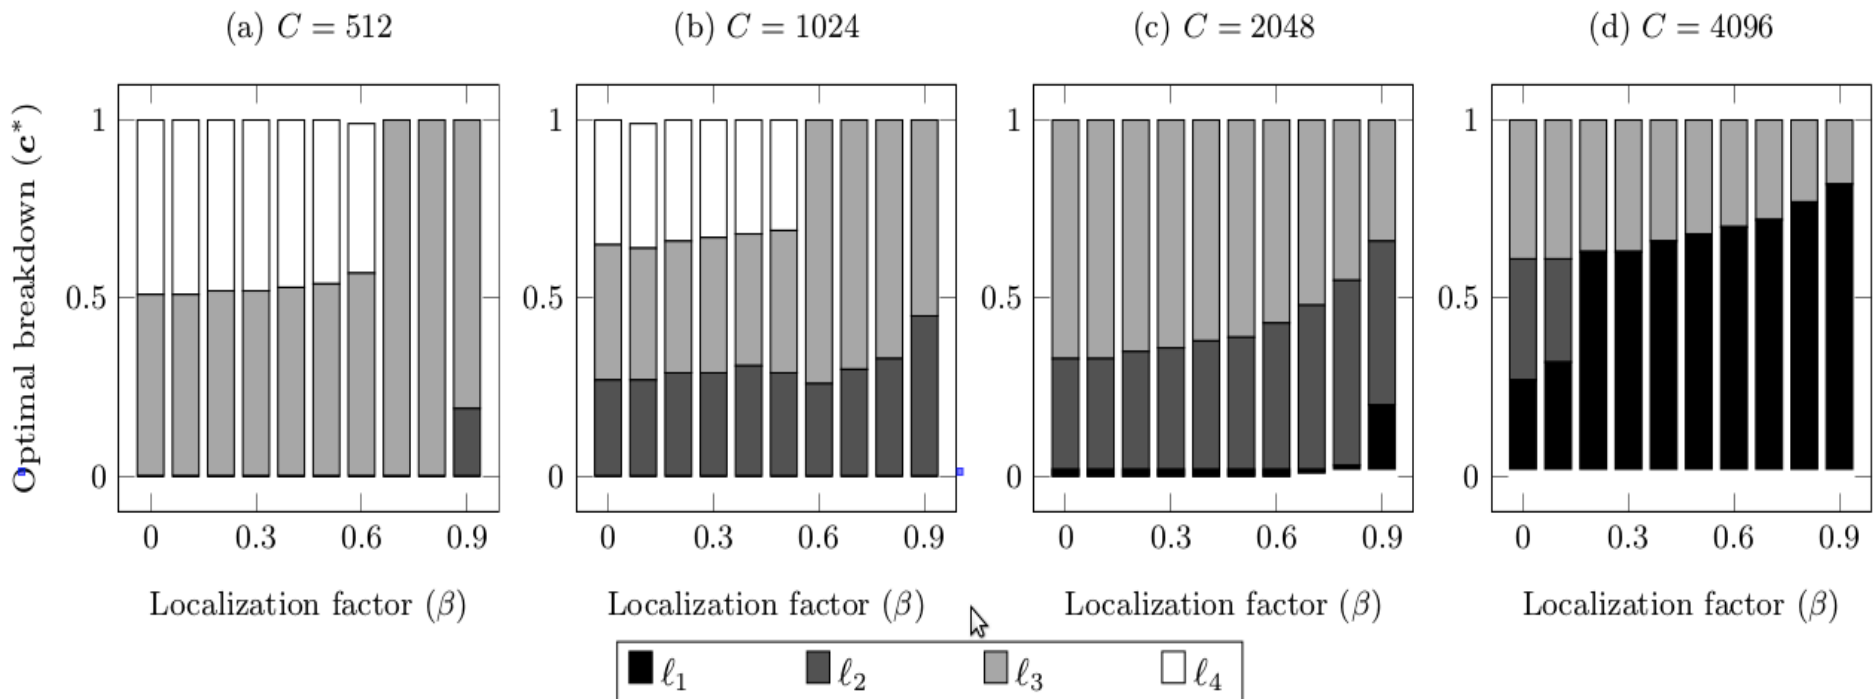 (a) C = 512
(b) C = 1024
(c) C = 2048
(d) C = 4096
Optimal breakdown (c*)
1
0.5
0
0 0.3 0.6 0.9
Localization factor (β)
1
0.5
0
0 0.3 0.6 0.9
Localization factor (β)
1
0.5
0
0 0.3 0.6 0.9
Localization factor (β)
1
0.5
0
0 0.3 0.6 0.9
Localization factor (β)
ℓ₁ ℓ₂ ℓ₃ ℓ₄